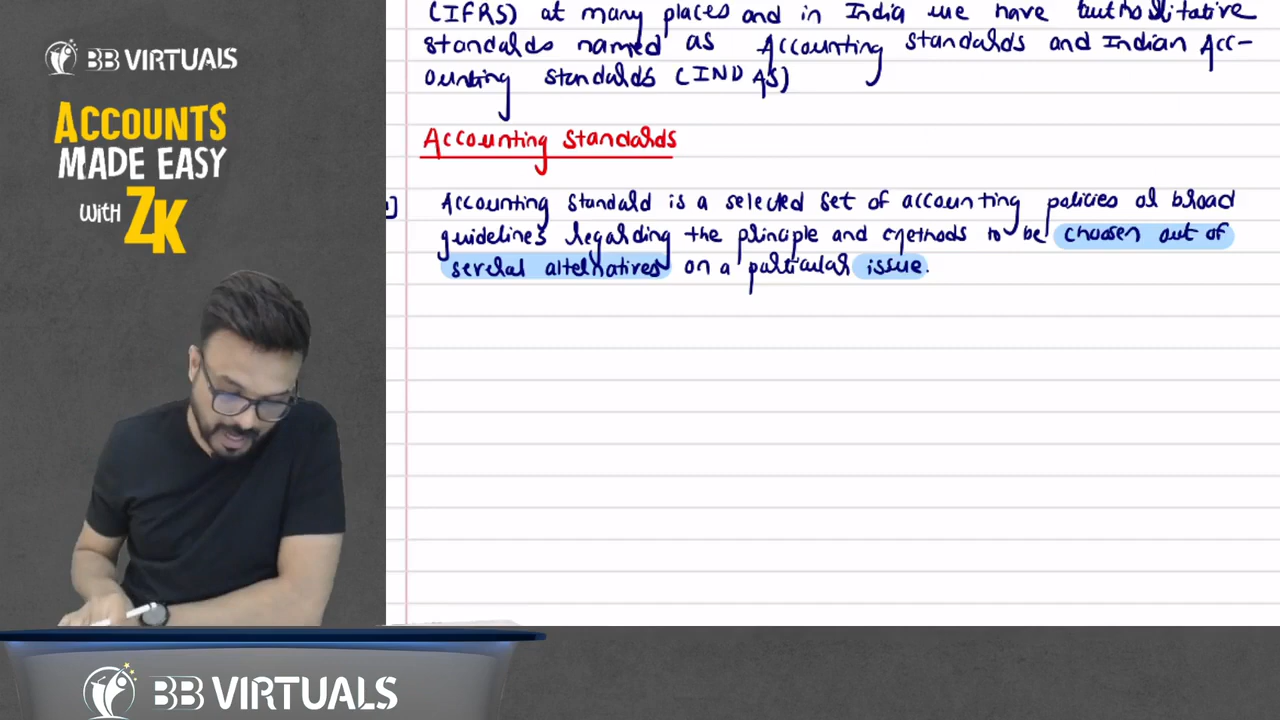 BB VIRTUALS
ACCOUNTS
MADE EASY
WITH ZK
(IFRS) at many places and in India we have authoritative
standards named as Accounting standards and Indian Acc-
ounting standards (IND AS)
Accounting standards
Accounting standard is a selected set of accounting policies or broad
guidelines regarding the principle and methods to be choosen out of
several alternatives on a particular issue.
BB VIRTUALS